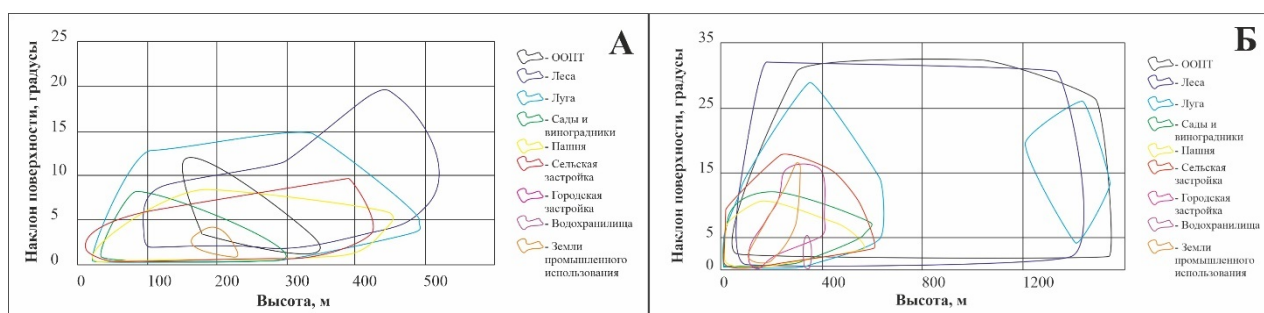 А
Наклон поверхности, градусы
25
20
15
10
5
0
0 100 200 300 400 500
Высота, м
- ООПТ
- Леса
- Луга
- Сады и
виноградники
- Пашня
- Сельская
застройка
- Городская
застройка
- Водохранилища
- Земли
промышленного
использования
Б
Наклон поверхности, градусы
35
25
15
5
0
0 400 800 1200
Высота, м
- ООПТ
- Леса
- Луга
- Сады и
виноградники
- Пашня
- Сельская
застройка
- Городская
застройка
- Водохранилища
- Земли
промышленного
использования